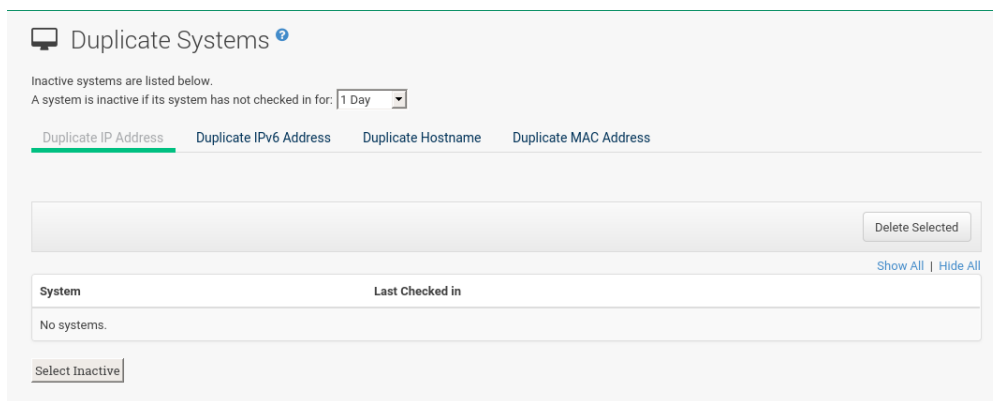 Duplicate Systems ?
Inactive systems are listed below.
A system is inactive if its system has not checked in for: 1 Day
Duplicate IP Address Duplicate IPv6 Address Duplicate Hostname Duplicate MAC Address
Delete Selected
Show All | Hide All
System Last Checked in
No systems.
Select Inactive